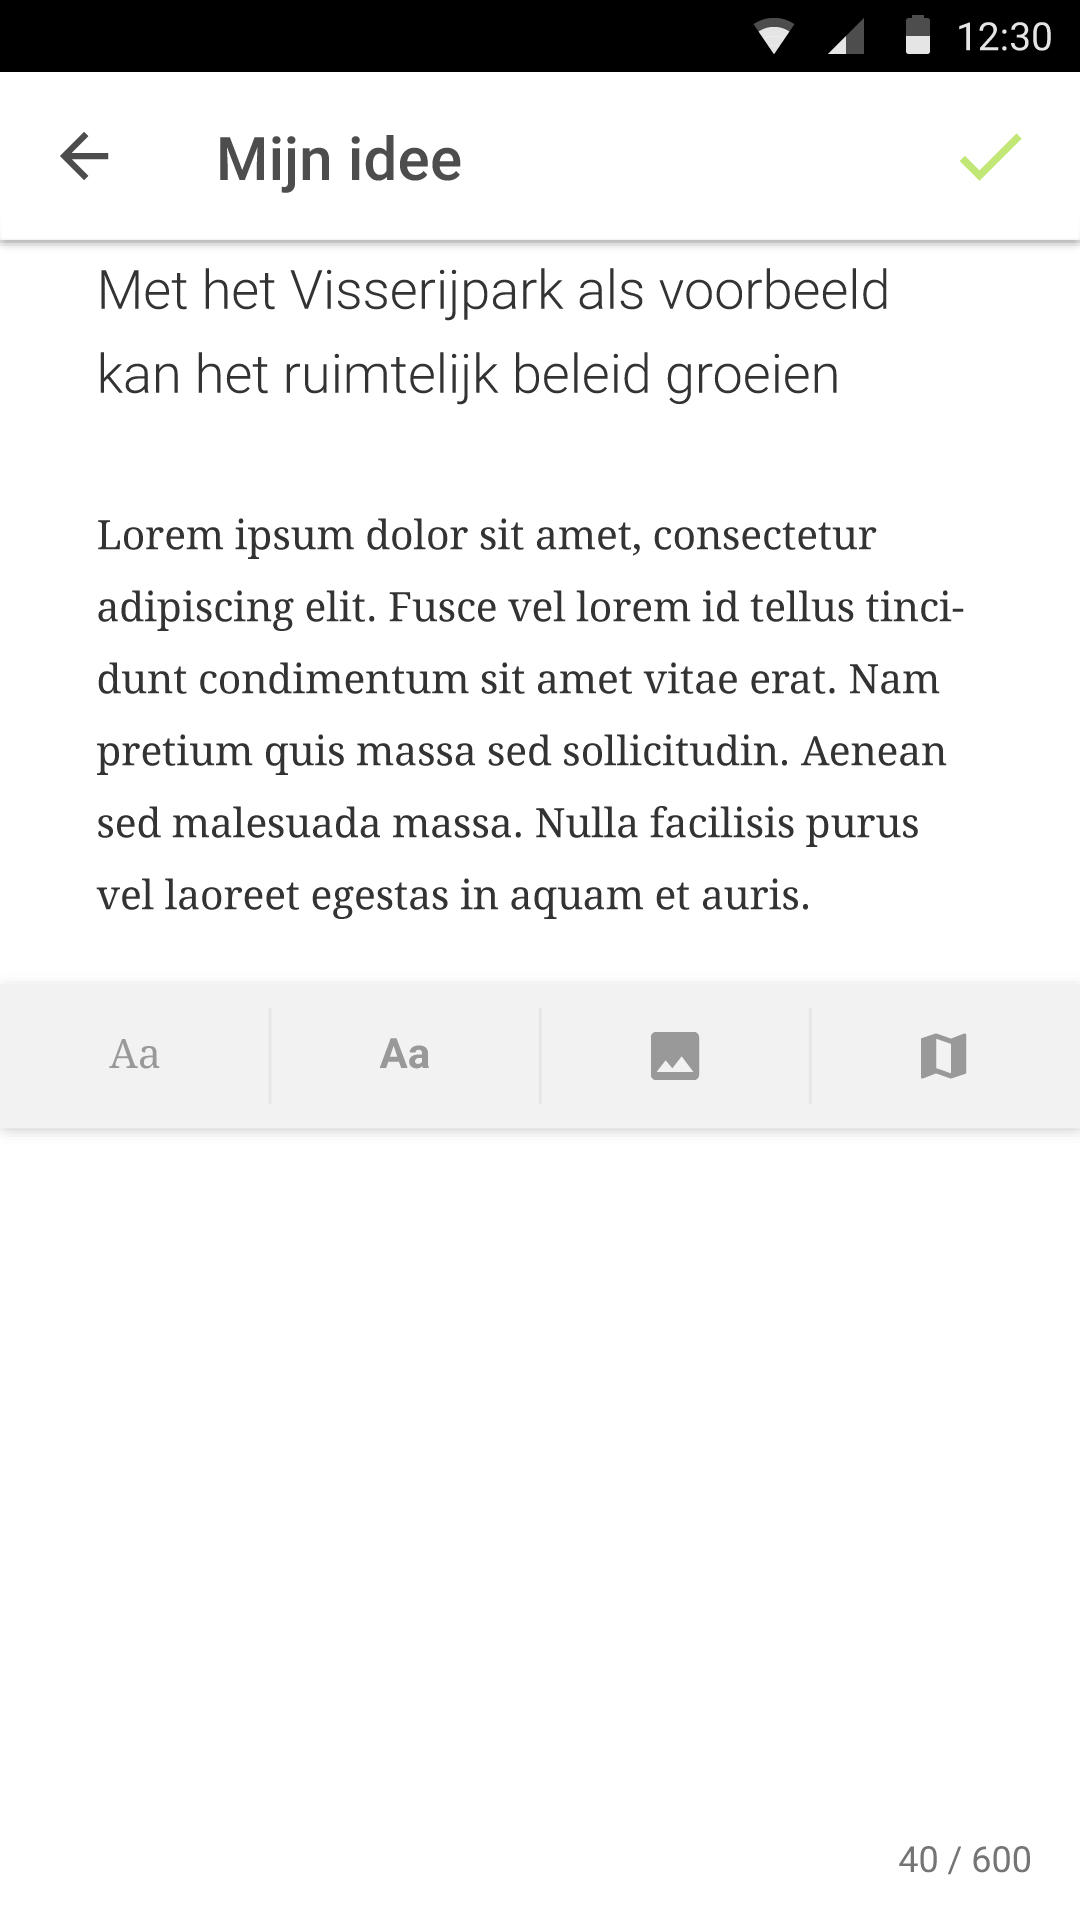 12:30
Mijn idee
Met het Visserijpark als voorbeeld
kan het ruimtelijk beleid groeien
Lorem ipsum dolor sit amet, consectetur
adipiscing elit. Fusce vel lorem id tellus tinci-
dunt condimentum sit amet vitae erat. Nam
pretium quis massa sed sollicitudin. Aenean
sed malesuada massa. Nulla facilisis purus
vel laoreet egestas in aquam et auris.
Aa Aa
40 / 600